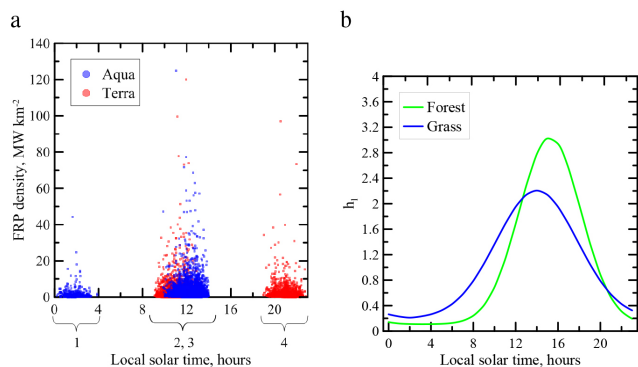 a
FRP density, MW km⁻²
140
120
100
80
60
40
20
0
Aqua
Terra
0 4 8 12 16 20
1 2, 3 4
Local solar time, hours
b
hₗ
4
3.6
3.2
2.8
2.4
2
1.6
1.2
0.8
0.4
0
Forest
Grass
0 4 8 12 16 20
Local solar time, hours